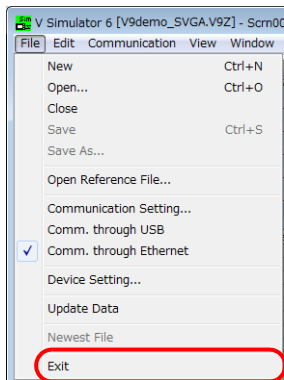 V Simulator 6 [V9demo_SVGA.V9Z] - Scrn00
File Edit Communication View Window
New Ctrl+N
Open... Ctrl+O
Close
Save Ctrl+S
Save As...
Open Reference File...
Communication Setting...
Comm. through USB
Comm. through Ethernet
Device Setting...
Update Data
Newest File
Exit